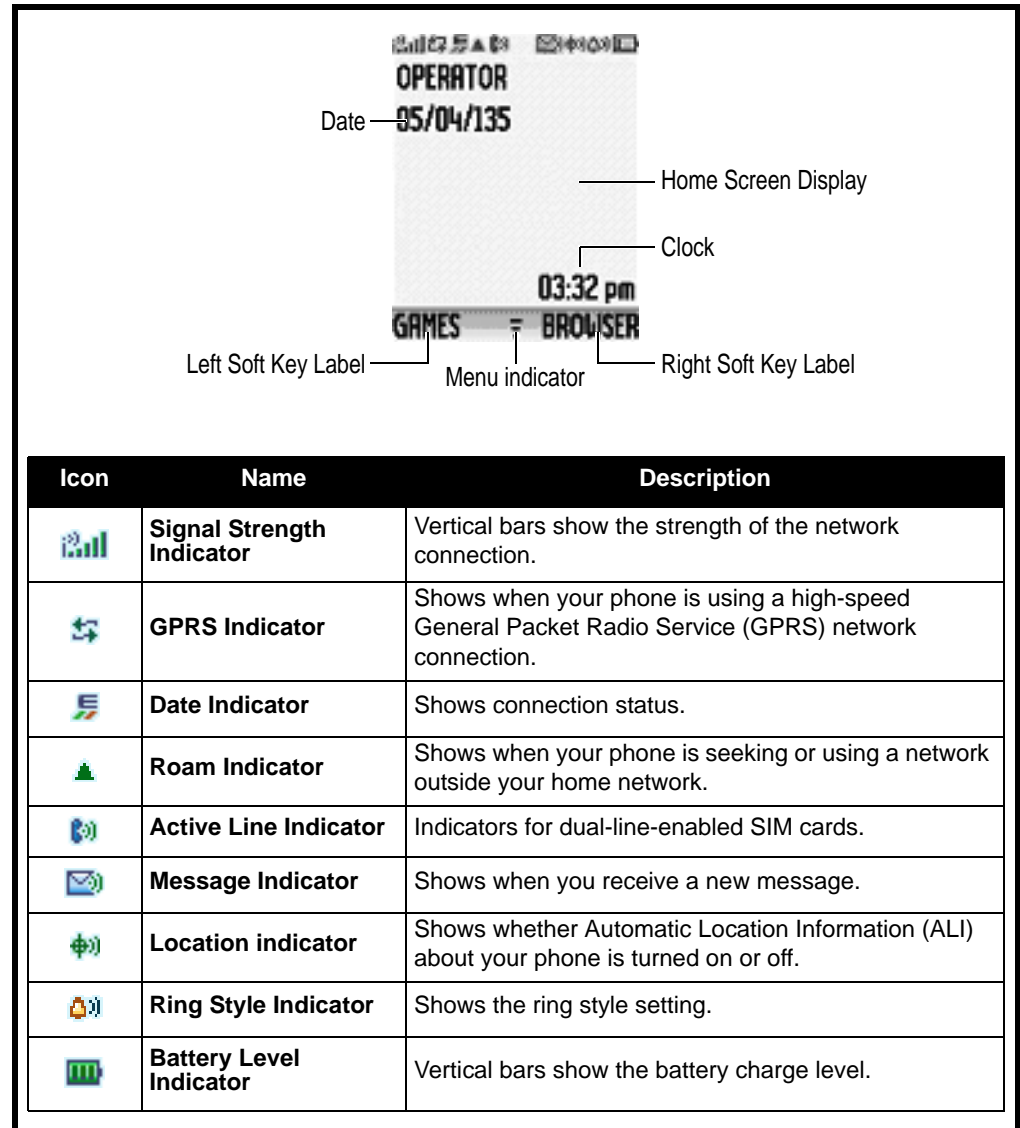 OPERATOR
Date
05/04/135
Home Screen Display
Clock
03:32 pm
GAMES
BROWSER
Left Soft Key Label
Menu indicator
Right Soft Key Label
Icon Name Description
Signal Strength
Indicator
Vertical bars show the strength of the network
connection.
GPRS Indicator
Shows when your phone is using a high-speed
General Packet Radio Service (GPRS) network
connection.
Date Indicator
Shows connection status.
Roam Indicator
Shows when your phone is seeking or using a network
outside your home network.
Active Line Indicator
Indicators for dual-line-enabled SIM cards.
Message Indicator
Shows when you receive a new message.
Location indicator
Shows whether Automatic Location Information (ALI)
about your phone is turned on or off.
Ring Style Indicator
Shows the ring style setting.
Battery Level
Indicator
Vertical bars show the battery charge level.